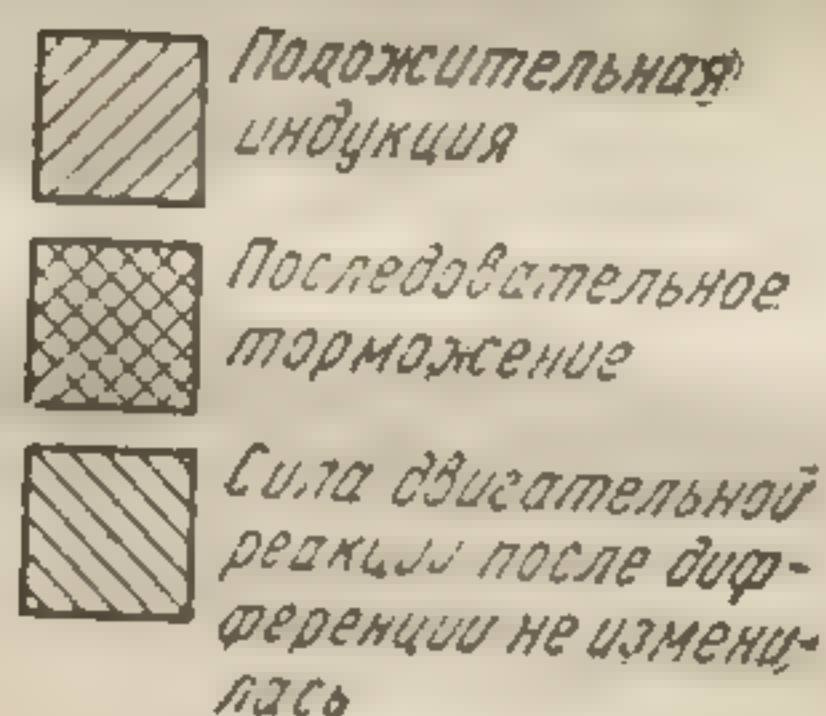 Положительная
индукция
Последовательное
торможение
Сила двигательной
реакции после диф-
ференции не измени-
лась